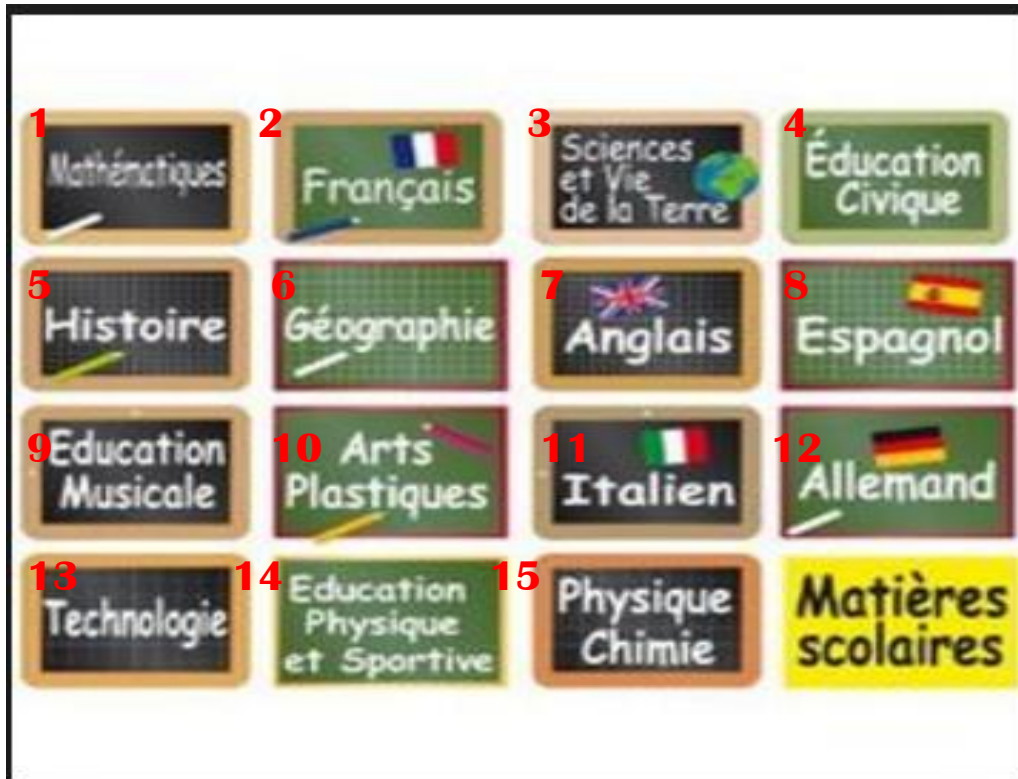 1
Mathématiques
2
Français
3
Sciences
et Vie
de la Terre
4
Éducation
Civique
5
Histoire
6
Géographie
7
Anglais
8
Espagnol
9
Education
Musicale
10
Arts
Plastiques
11
Italien
12
Allemand
13
Technologie
14
Education
Physique
et Sportive
15
Physique
Chimie
Matières
scolaires